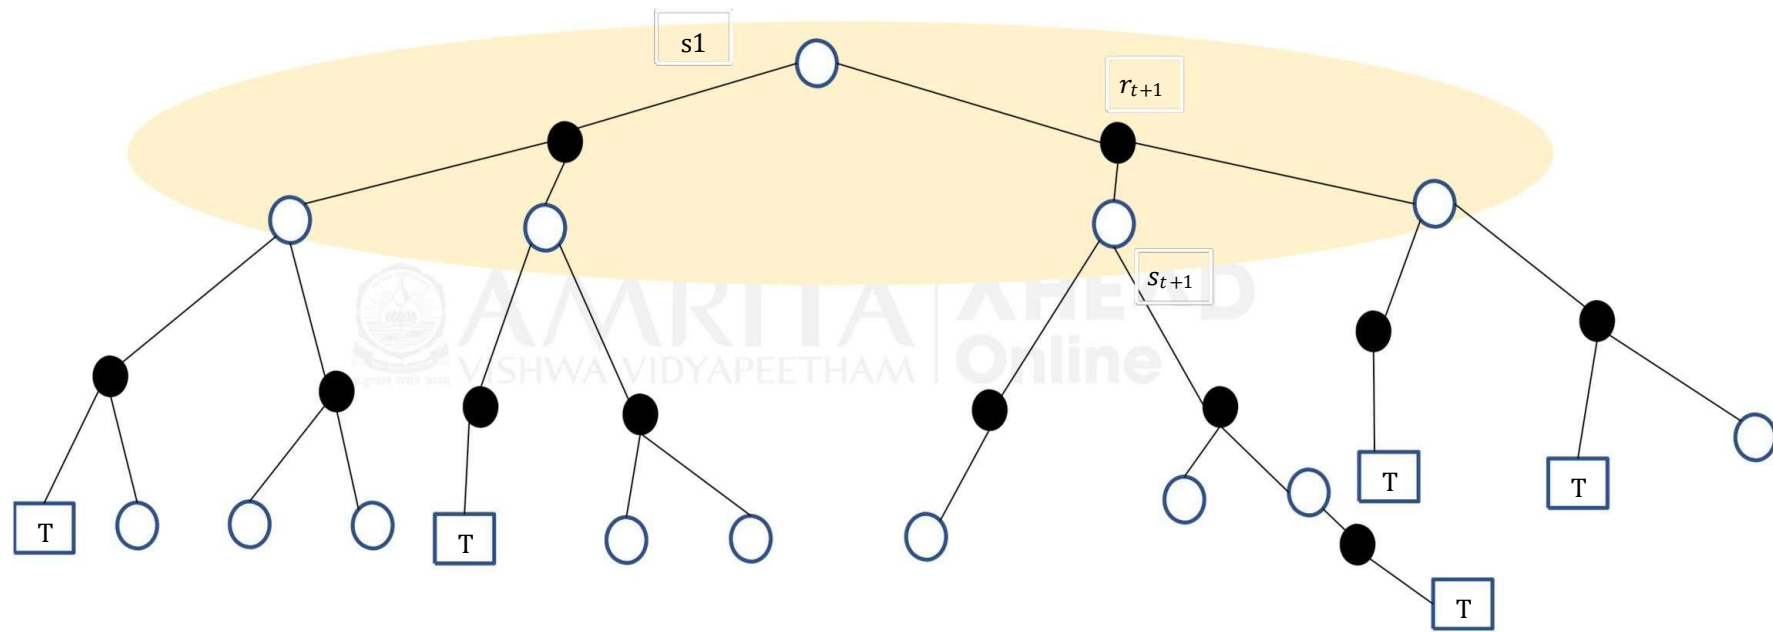 s1
r_{t+1}
s_{t+1}
AMRITA
VISHWA VIDYAPEETHAM
AHEAD
Online
T
T
T
T
T